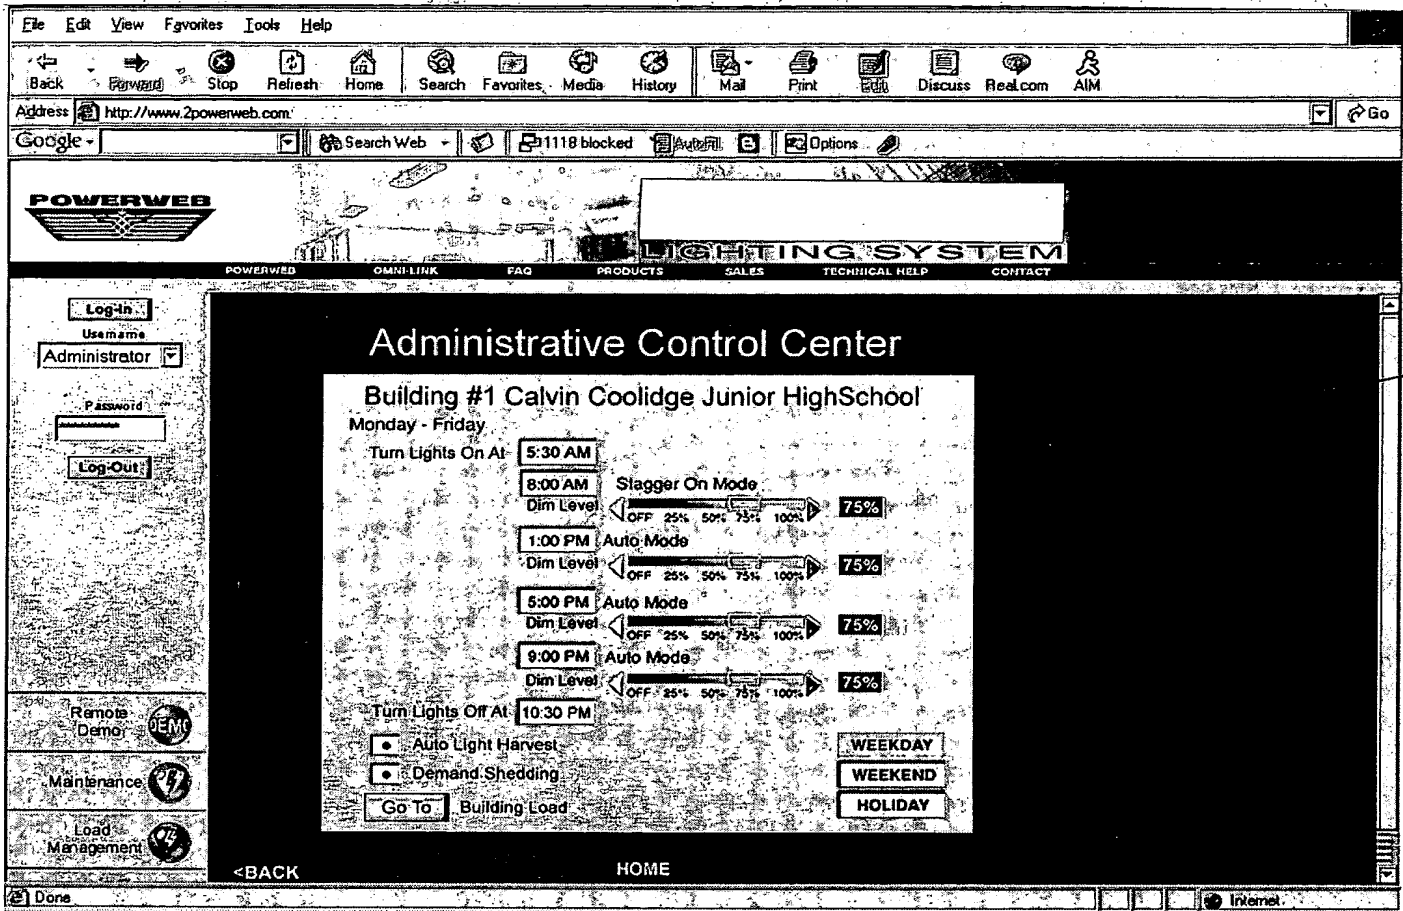 File Edit View Favorites Tools Help
Back Forward Stop Refresh Home Search Favorites Media History Mail Print Edit Discuss Real.com AIM
Address http://www.2powerweb.com/ Go
Google Search Web 1118 blocked AutoFill Options
POWERWEB
LIGHTING SYSTEM
POWERWEB OMNI-LINK FAQ PRODUCTS SALES TECHNICAL HELP CONTACT
Log-In
Username
Administrator
Password
**********
Log-Out
Administrative Control Center
Building #1 Calvin Coolidge Junior HighSchool
Monday - Friday
Turn Lights On At 5:30 AM
8:00 AM Stagger On Mode
Dim Level OFF 25% 50% 75% 100% 75%
1:00 PM Auto Mode
Dim Level OFF 25% 50% 75% 100% 75%
5:00 PM Auto Mode
Dim Level OFF 25% 50% 75% 100% 75%
9:00 PM Auto Mode
Dim Level OFF 25% 50% 75% 100% 75%
Turn Lights Off At 10:30 PM
Auto Light Harvest WEEKDAY
Demand Shedding WEEKEND
Go To Building Load HOLIDAY
Remote Demo DEMO
Maintenance
Load Management
<BACK HOME
Done Internet